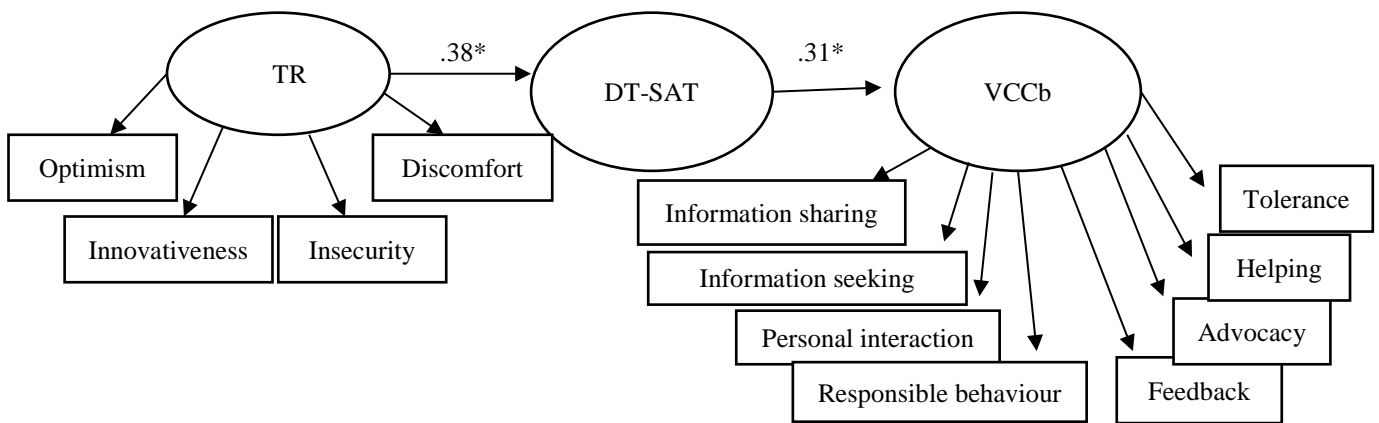 TR
.38*
DT-SAT
.31*
VCCb
Optimism
Innovativeness
Insecurity
Discomfort
Information sharing
Information seeking
Personal interaction
Responsible behaviour
Feedback
Advocacy
Helping
Tolerance